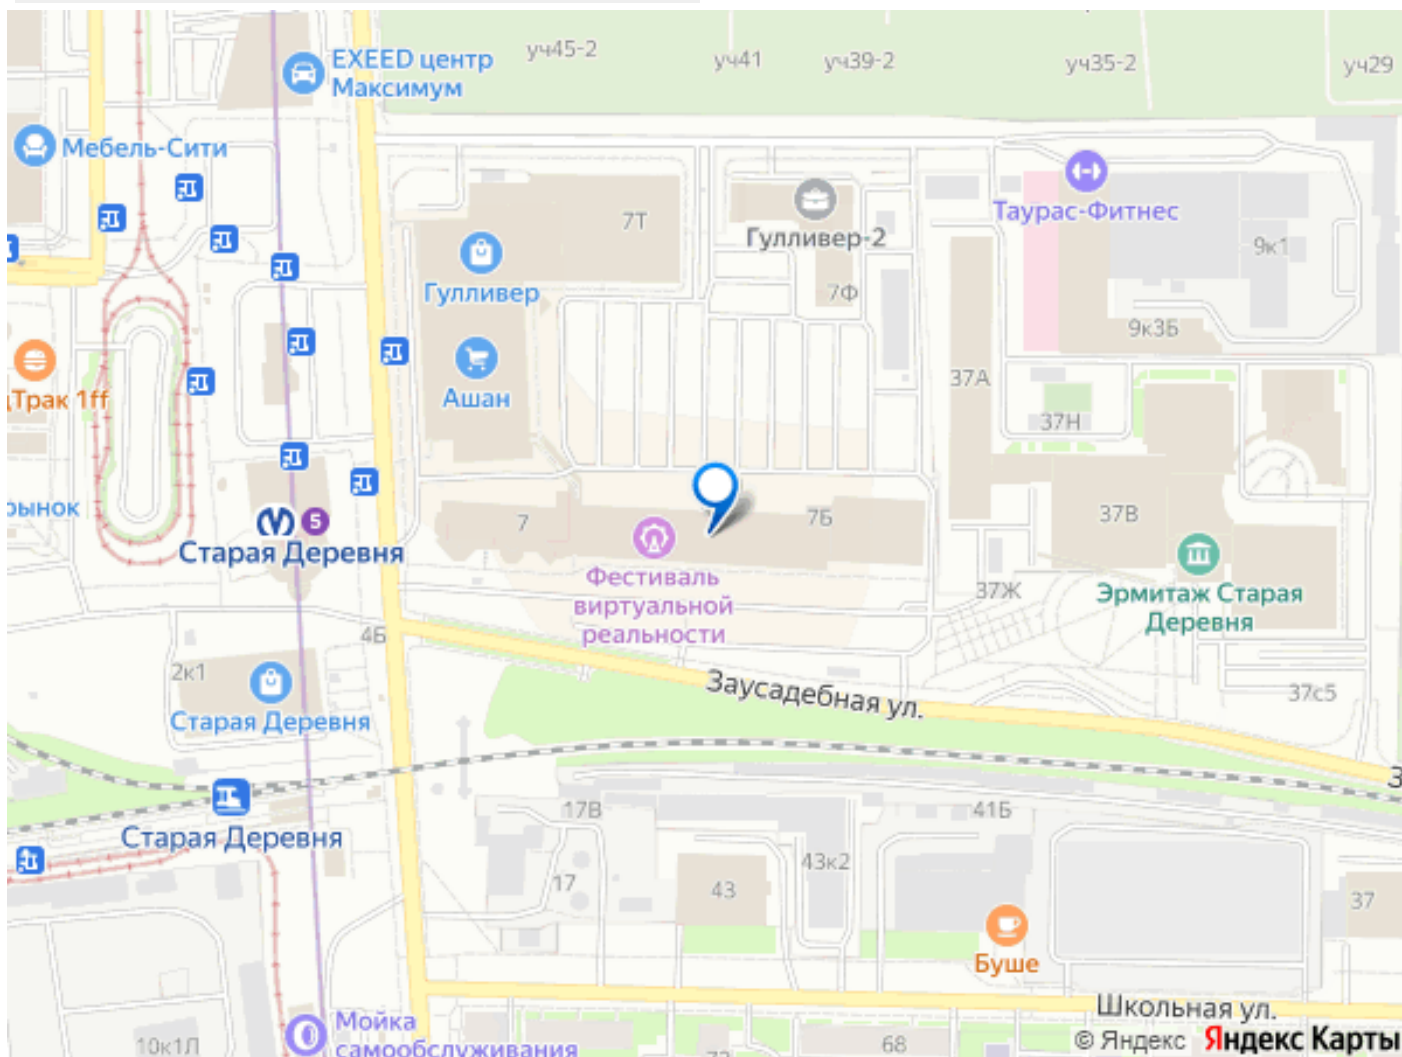 EXEED центр
Максимум
уч45-2
уч41
уч39-2
уч35-2
уч29
Мебель-Сити
Таурас-Фитнес
7Т
Гулливер-2
9к1
Гулливер
7Ф
9к3Б
Трак 1ff
Ашан
37А
37Н
рынок
7
7Б
37В
5
Старая Деревня
Фестиваль
виртуальной
реальности
37Ж
Эрмитаж Старая
Деревня
4Б
2к1
Заусадебная ул.
37с5
Старая Деревня
З
Старая Деревня
17В
41Б
43к2
17
43
37
Буше
Школьная ул.
Мойка
самообслуживания
10к1Л
68
© Яндекс Яндекс Карты